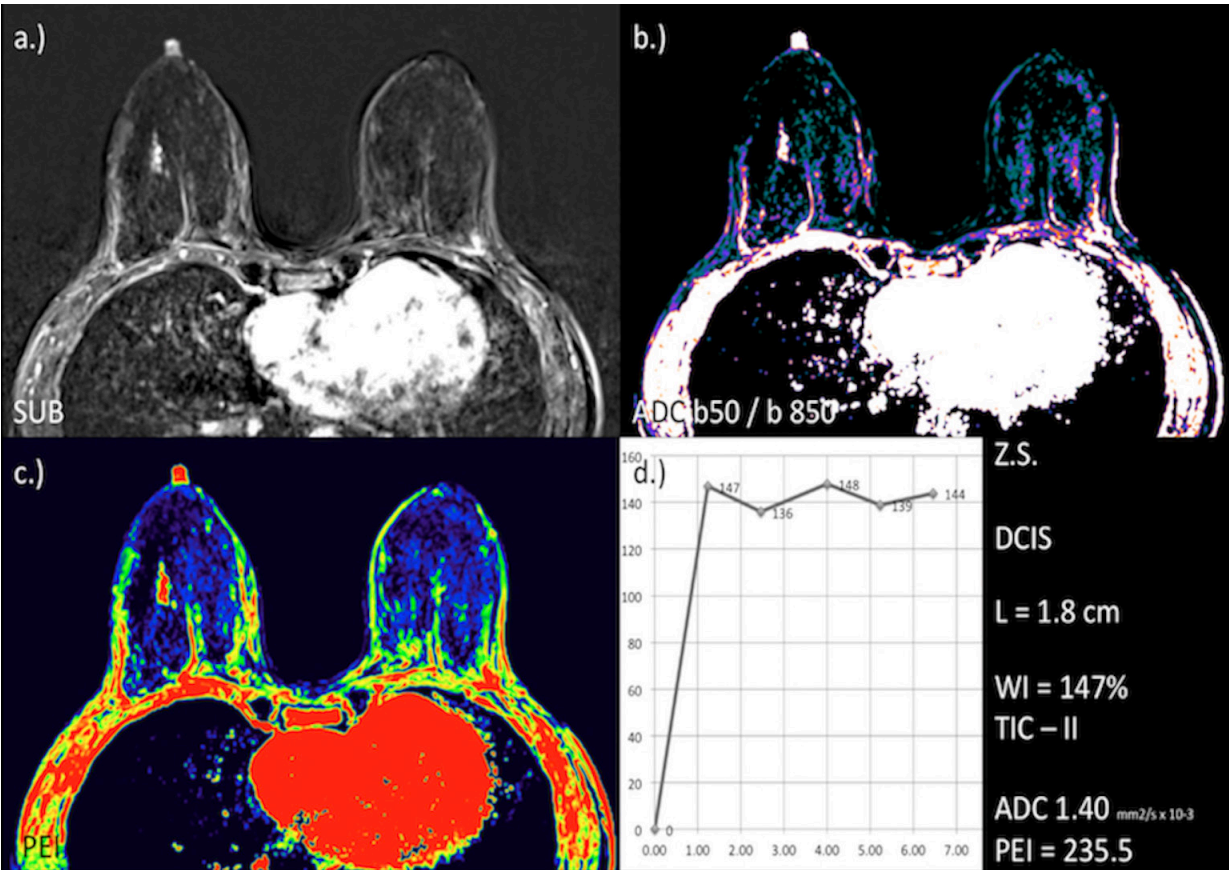 a.)
SUB
b.)
ADC b50 / b 850
c.)
PEI
d.)
160
140
120
100
80
60
40
20
0
147
136
148
139
144
0
0.00 1.00 2.00 3.00 4.00 5.00 6.00 7.00
Z.S.
DCIS
L = 1.8 cm
WI = 147%
TIC – II
ADC 1.40 mm2/s x 10-3
PEI = 235.5